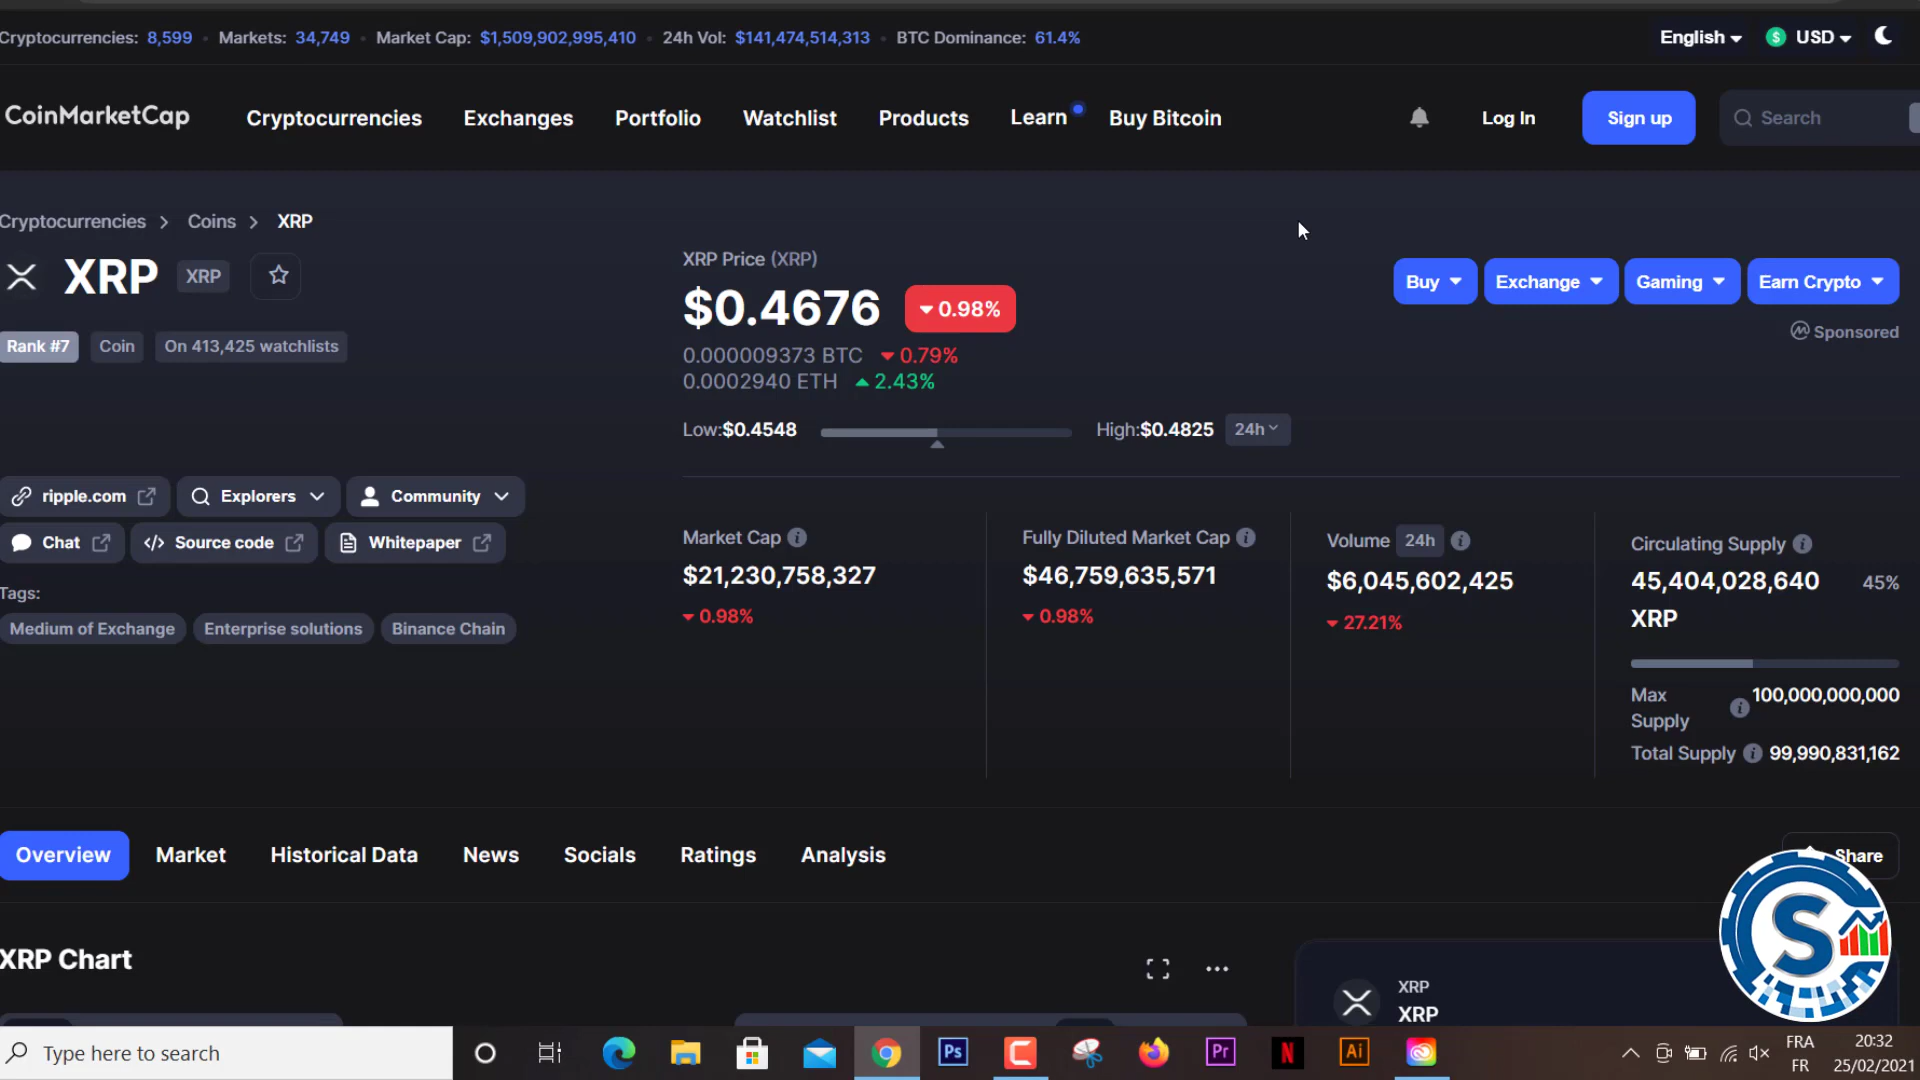 Cryptocurrencies: 8,599 • Markets: 34,749 • Market Cap: $1,509,902,995,410 • 24h Vol: $141,474,514,313 • BTC Dominance: 61.4%
English USD
CoinMarketCap Cryptocurrencies Exchanges Portfolio Watchlist Products Learn Buy Bitcoin Log In Sign up Search
Cryptocurrencies > Coins > XRP
XRP XRP
Rank #7 Coin On 413,425 watchlists
XRP Price (XRP)
$0.4676 0.98%
0.000009373 BTC 0.79%
0.0002940 ETH 2.43%
Low:$0.4548 High:$0.4825 24h
Buy Exchange Gaming Earn Crypto
Sponsored
ripple.com Explorers Community
Chat Source code Whitepaper
Tags:
Medium of Exchange Enterprise solutions Binance Chain
Market Cap
$21,230,758,327
0.98%
Fully Diluted Market Cap
$46,759,635,571
0.98%
Volume 24h
$6,045,602,425
27.21%
Circulating Supply
45,404,028,640 45%
XRP
Max Supply 100,000,000,000
Total Supply 99,990,831,162
Overview Market Historical Data News Socials Ratings Analysis Share
XRP Chart
XRP
XRP
S
Type here to search
Ps
Pr
N
Ai
FRA
FR
20:32
25/02/2021